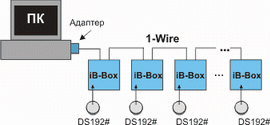 ПК
Адаптер
1-Wire
...
iB-Box iB-Box iB-Box ... iB-Box
DS192# DS192# DS192# DS192#